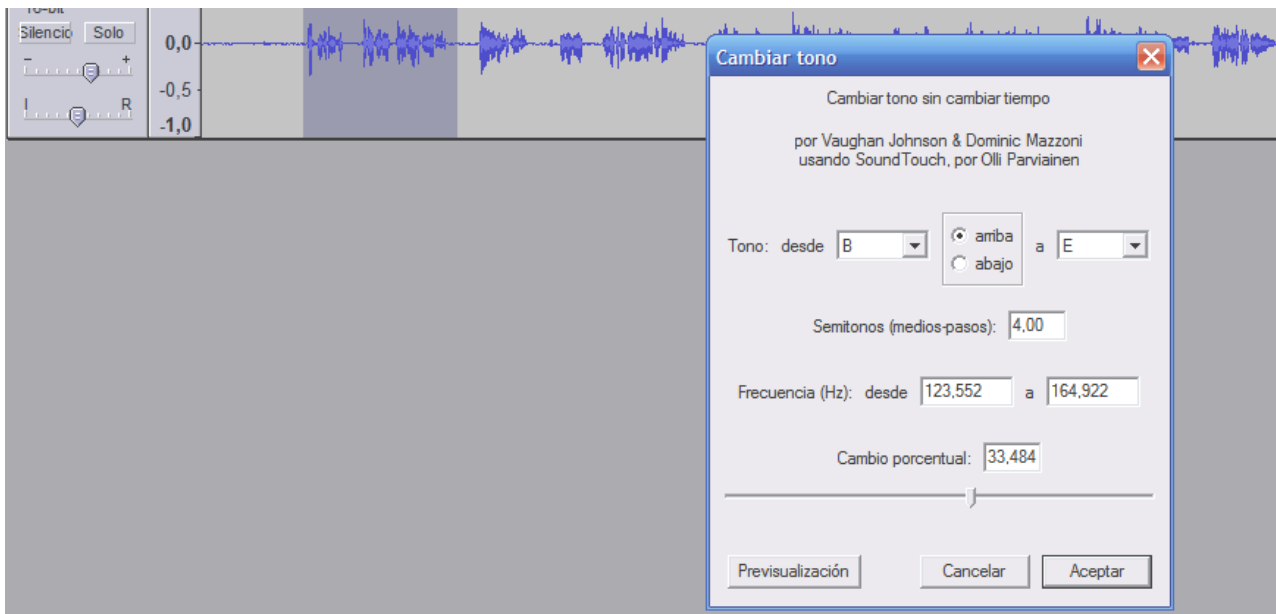 Silencio Solo
- +
I R
0,0
-0,5
-1,0
Cambiar tono
Cambiar tono sin cambiar tiempo
por Vaughan Johnson & Dominic Mazzoni
usando SoundTouch, por Olli Parviainen
Tono: desde B arriba abajo a E
Semitonos (medios-pasos): 4,00
Frecuencia (Hz): desde 123,552 a 164,922
Cambio porcentual: 33,484
Previsualización Cancelar Aceptar